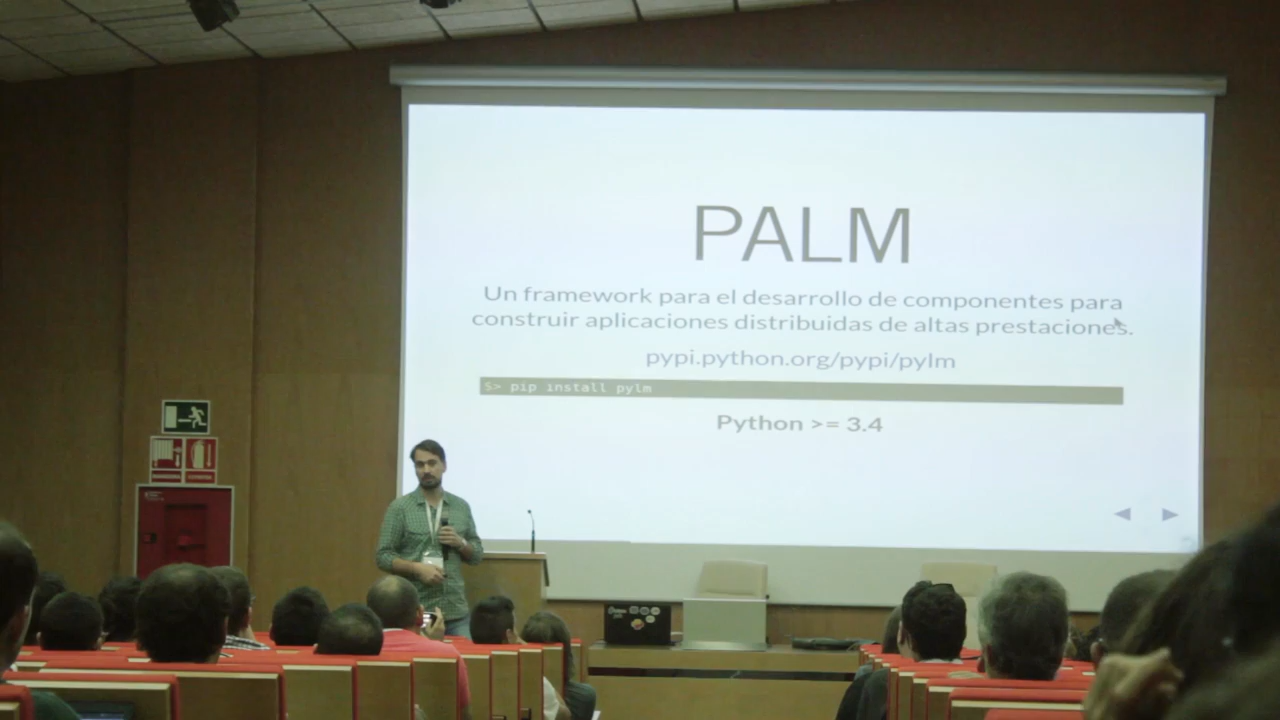 PALM
Un framework para el desarrollo de componentes para
construir aplicaciones distribuidas de altas prestaciones.
pypi.python.org/pypi/pylm
$> pip install pylm
Python >= 3.4